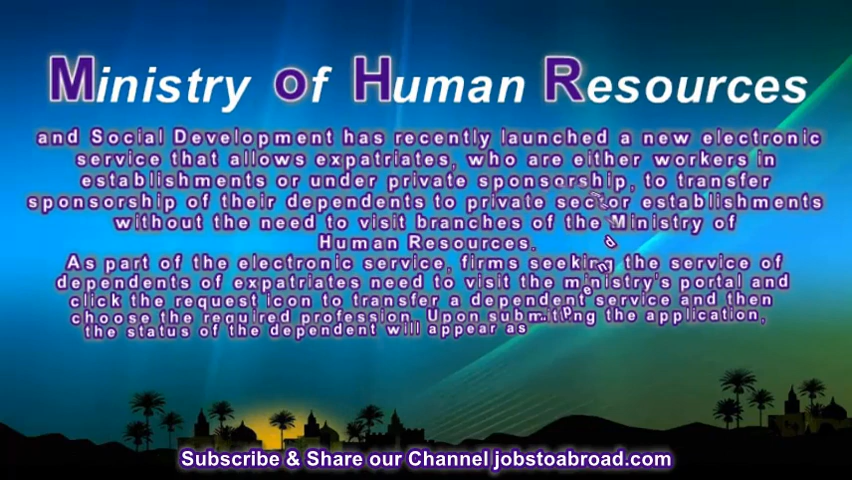 Ministry of Human Resources
and Social Development has recently launched a new electronic
service that allows expatriates, who are either workers in
establishments or under private sponsorship, to transfer
sponsorship of their dependents to private sector establishments
without the need to visit branches of the Ministry of
Human Resources.
As part of the electronic service, firms seeking the service of
dependents of expatriates need to visit the ministry's portal and
click the request icon to transfer a dependent service and then
choose the required profession. Upon submitting the application,
the status of the dependent will appear as
Subscribe & Share our Channel jobstoabroad.com